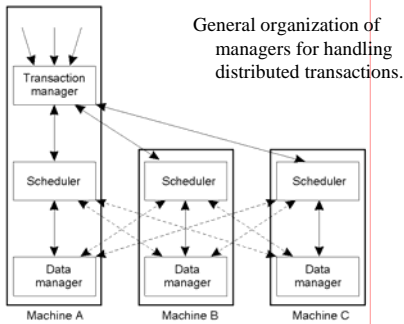 General organization of
managers for handling
distributed transactions.
Transaction
manager
Scheduler
Scheduler
Scheduler
Data
manager
Data
manager
Data
manager
Machine A
Machine B
Machine C